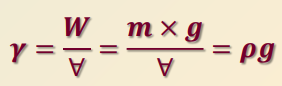 γ = W / ∀ = m × g / ∀ = ρg